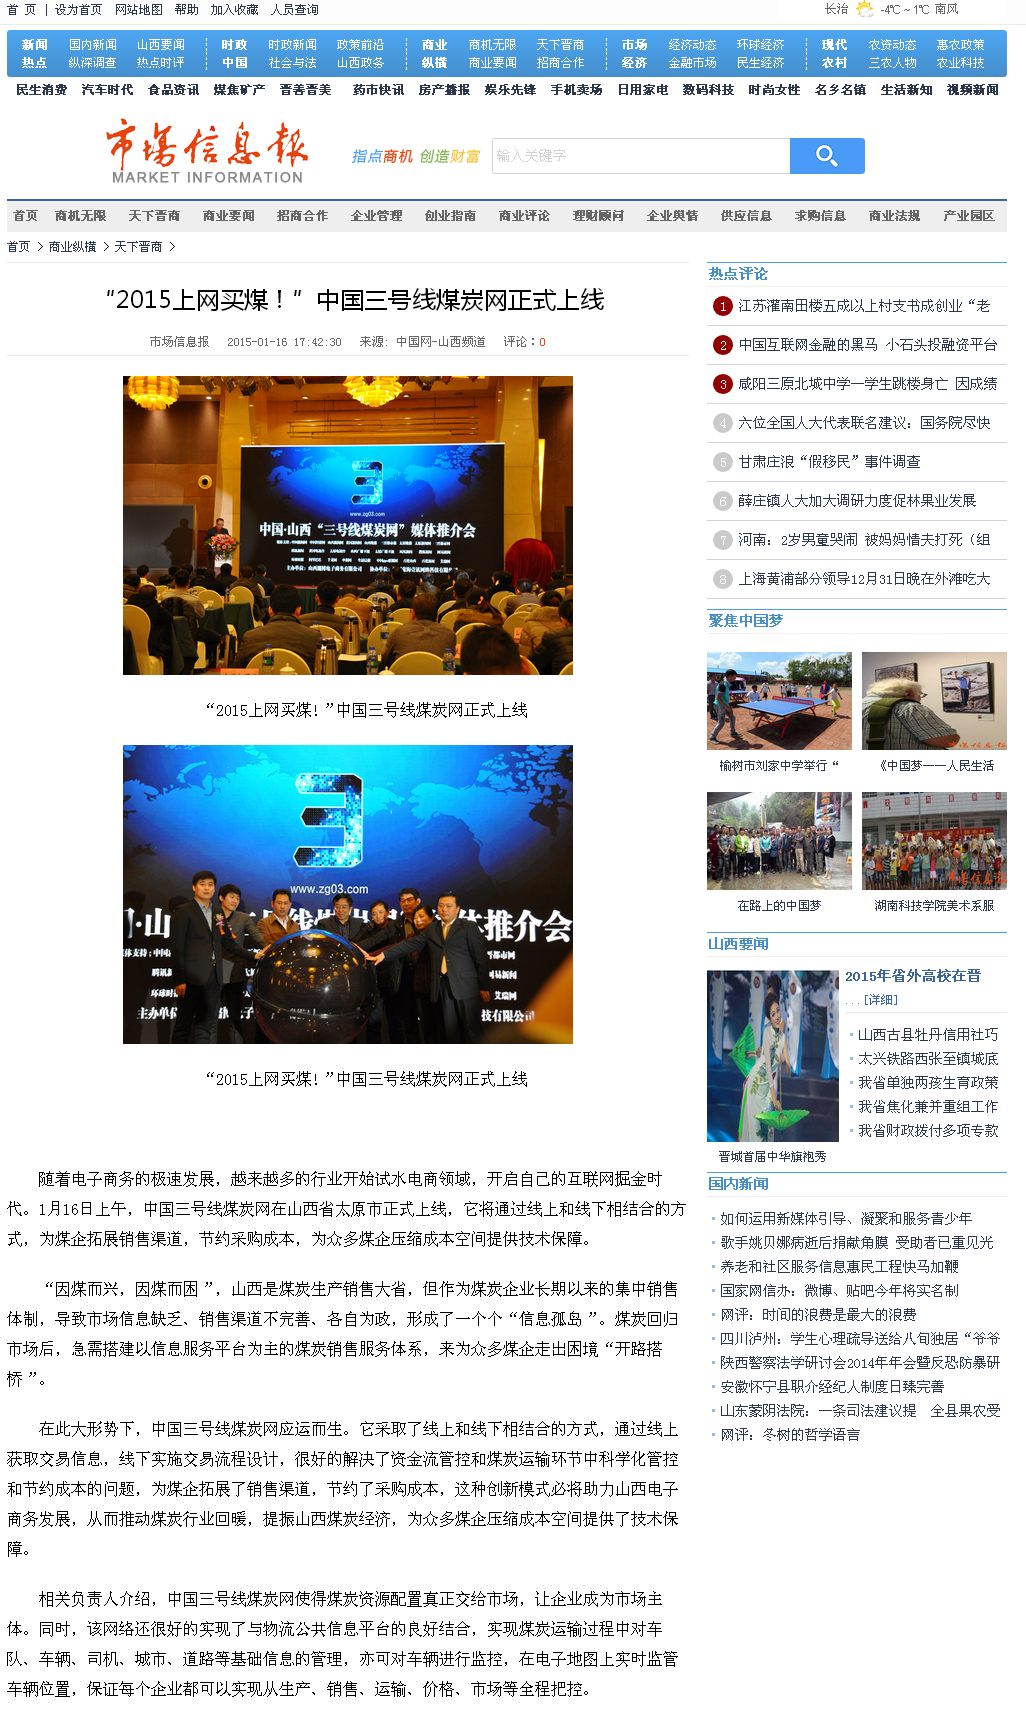 首 页 | 设为首页 网站地图 帮助 加入收藏 人员查询
长治 -4℃ ~ 1℃ 南风
新闻 国内新闻 山西要闻 时政 时政新闻 政策前沿 商业 商机无限 天下晋商 市场 经济动态 环球经济 现代 农资动态 惠农政策
热点 纵深调查 热点时评 中国 社会与法 山西政务 纵横 商业要闻 招商合作 经济 金融市场 民生经济 农村 三农人物 农业科技
民生消费 汽车时代 食品资讯 煤焦矿产 晋善晋美 药市快讯 房产播报 娱乐先锋 手机卖场 日用家电 数码科技 时尚女性 名乡名镇 生活新知 视频新闻
市场信息报
MARKET INFORMATION
指点商机 创造财富
输入关键字
首页 商机无限 天下晋商 商业要闻 招商合作 企业管理 创业指南 商业评论 理财顾问 企业舆情 供应信息 求购信息 商业法规 产业园区
首页 > 商业纵横 > 天下晋商 >
"2015上网买煤！" 中国三号线煤炭网正式上线
市场信息报 2015-01-16 17:42:30 来源: 中国网-山西频道 评论：0
www.zg03.com
中国·山西“三号线煤炭网”媒体推介会
“2015上网买煤!”中国三号线煤炭网正式上线
www.zg03.com
“2015上网买煤!”中国三号线煤炭网正式上线
随着电子商务的极速发展，越来越多的行业开始试水电商领域，开启自己的互联网掘金时
代。1月16日上午，中国三号线煤炭网在山西省太原市正式上线，它将通过线上和线下相结合的方
式，为煤企拓展销售渠道，节约采购成本，为众多煤企压缩成本空间提供技术保障。
“因煤而兴，因煤而困 ”，山西是煤炭生产销售大省，但作为煤炭企业长期以来的集中销售
体制，导致市场信息缺乏、销售渠道不完善、各自为政，形成了一个个“信息孤岛 ”。煤炭回归
市场后，急需搭建以信息服务平台为主的煤炭销售服务体系，来为众多煤企走出困境“开路搭
桥 ”。
在此大形势下，中国三号线煤炭网应运而生。它采取了线上和线下相结合的方式，通过线上
获取交易信息，线下实施交易流程设计，很好的解决了资金流管控和煤炭运输环节中科学化管控
和节约成本的问题，为煤企拓展了销售渠道，节约了采购成本，这种创新模式必将助力山西电子
商务发展，从而推动煤炭行业回暖，提振山西煤炭经济，为众多煤企压缩成本空间提供了技术保
障。
相关负责人介绍，中国三号线煤炭网使得煤炭资源配置真正交给市场，让企业成为市场主
体。同时，该网络还很好的实现了与物流公共信息平台的良好结合，实现煤炭运输过程中对车
队、车辆、司机、城市、道路等基础信息的管理，亦可对车辆进行监控，在电子地图上实时监管
车辆位置，保证每个企业都可以实现从生产、销售、运输、价格、市场等全程把控。
热点评论
1 江苏灌南田楼五成以上村支书成创业“老
2 中国互联网金融的黑马 小石头投融资平台
3 咸阳三原北城中学一学生跳楼身亡 因成绩
4 六位全国人大代表联名建议：国务院尽快
5 甘肃庄浪“假移民”事件调查
6 薛庄镇人大加大调研力度促林果业发展
7 河南：2岁男童哭闹 被妈妈情夫打死（组
8 上海黄浦部分领导12月31日晚在外滩吃大
聚焦中国梦
榆树市刘家中学举行“ 《中国梦——人民生活
在路上的中国梦 湖南科技学院美术系服
山西要闻
2015年省外高校在晋
...[详细]
山西古县牡丹信用社巧
太兴铁路西张至镇城底
我省单独两孩生育政策
我省焦化兼并重组工作
我省财政拨付多项专款
晋城首届中华旗袍秀
国内新闻
如何运用新媒体引导、凝聚和服务青少年
歌手姚贝娜病逝后捐献角膜 受助者已重见光
养老和社区服务信息惠民工程快马加鞭
国家网信办：微博、贴吧今年将实名制
网评：时间的浪费是最大的浪费
四川泸州：学生心理疏导送给八旬独居“爷爷
陕西警察法学研讨会2014年年会暨反恐防暴研
安徽怀宁县职介经纪人制度日臻完善
山东蒙阴法院：一条司法建议提 全县果农受
网评：冬树的哲学语言